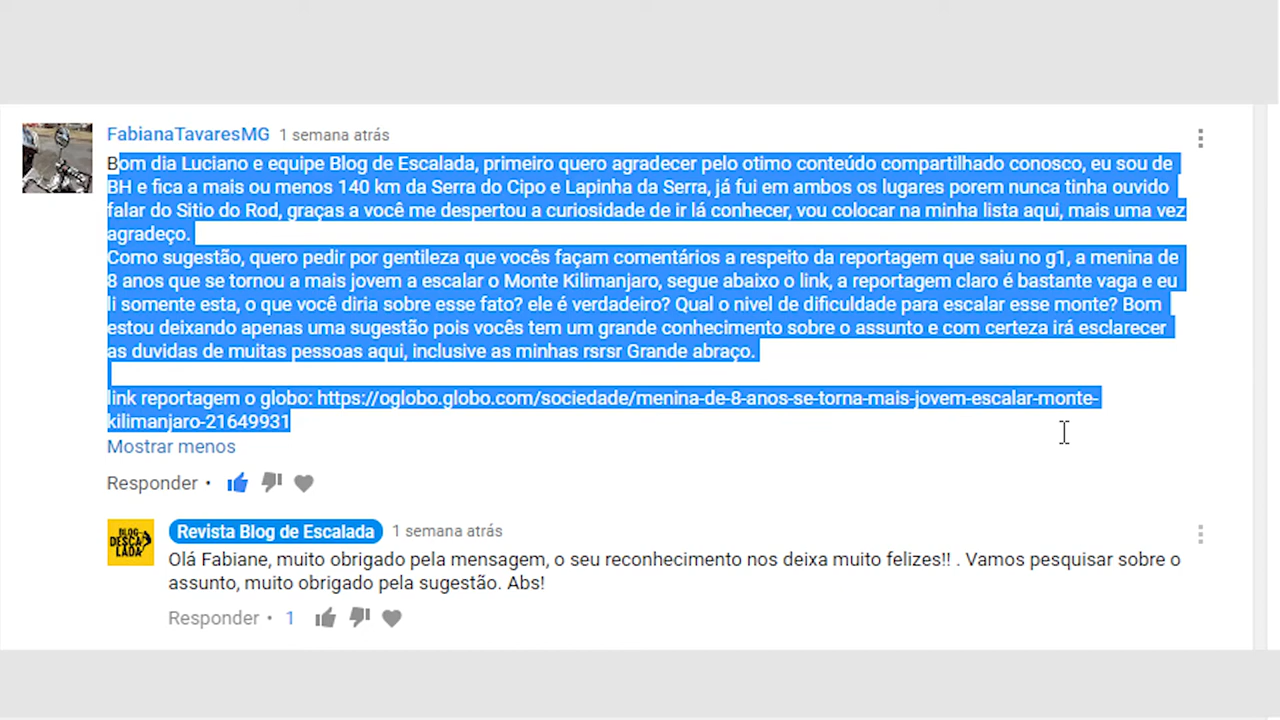 FabianaTavaresMG 1 semana atrás
Bom dia Luciano e equipe Blog de Escalada, primeiro quero agradecer pelo otimo conteúdo compartilhado conosco, eu sou de
BH e fica a mais ou menos 140 km da Serra do Cipo e Lapinha da Serra, já fui em ambos os lugares porem nunca tinha ouvido
falar do Sitio do Rod, graças a você me despertou a curiosidade de ir lá conhecer, vou colocar na minha lista aqui, mais uma vez
agradeço.
Como sugestão, quero pedir por gentileza que vocês façam comentários a respeito da reportagem que saiu no g1, a menina de
8 anos que se tornou a mais jovem a escalar o Monte Kilimanjaro, segue abaixo o link, a reportagem claro é bastante vaga e eu
li somente esta, o que você diria sobre esse fato? ele é verdadeiro? Qual o nivel de dificuldade para escalar esse monte? Bom
estou deixando apenas uma sugestão pois vocês tem um grande conhecimento sobre o assunto e com certeza irá esclarecer
as duvidas de muitas pessoas aqui, inclusive as minhas rsrsr Grande abraço.
link reportagem o globo: https://oglobo.globo.com/sociedade/menina-de-8-anos-se-torna-mais-jovem-escalar-monte-
kilimanjaro-21649931
Mostrar menos
Responder •
BLOG DESCALADA
Revista Blog de Escalada 1 semana atrás
Olá Fabiane, muito obrigado pela mensagem, o seu reconhecimento nos deixa muito felizes!! . Vamos pesquisar sobre o
assunto, muito obrigado pela sugestão. Abs!
Responder • 1